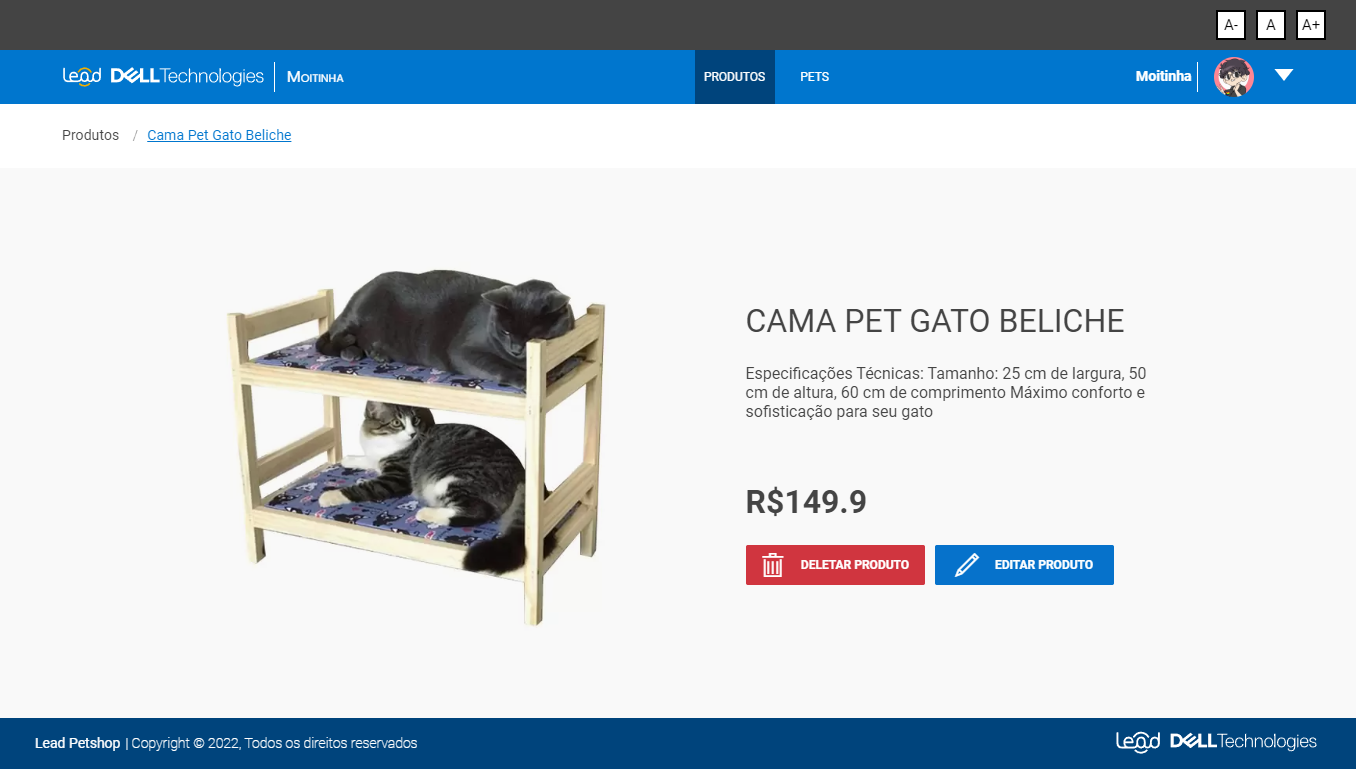 A- A A+
Lead DELLTechnologies MOITINHA PRODUTOS PETS Moitinha
Produtos / Cama Pet Gato Beliche
CAMA PET GATO BELICHE
Especificações Técnicas: Tamanho: 25 cm de largura, 50
cm de altura, 60 cm de comprimento Máximo conforto e
sofisticação para seu gato
R$149.9
DELETAR PRODUTO EDITAR PRODUTO
Lead Petshop | Copyright © 2022, Todos os direitos reservados Lead DELLTechnologies